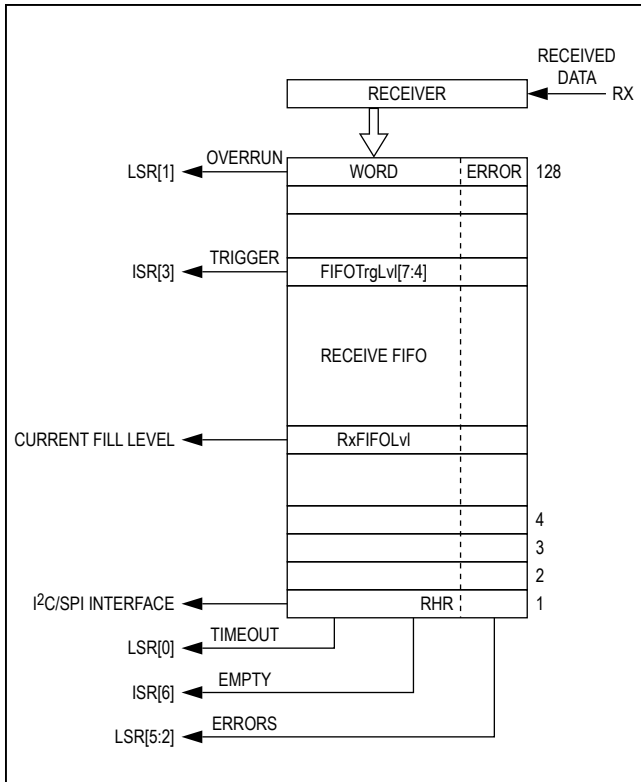 RECEIVED
DATA
RECEIVER
RX
OVERRUN
LSR[1]
WORD
ERROR
128
TRIGGER
ISR[3]
FIFOTrgLvl[7:4]
RECEIVE FIFO
CURRENT FILL LEVEL
RxFIFOLvl
4
3
2
I²C/SPI INTERFACE
RHR
1
TIMEOUT
LSR[0]
EMPTY
ISR[6]
ERRORS
LSR[5:2]